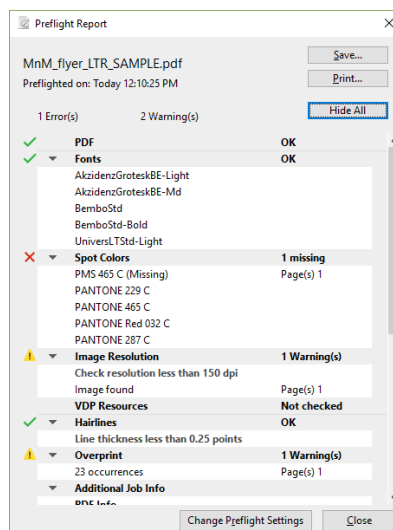 Preflight Report
MnM_flyer_LTR_SAMPLE.pdf
Save...
Preflighted on: Today 12:10:25 PM
Print...
1 Error(s) 2 Warning(s)
Hide All
PDF OK
Fonts OK
AkzidenzGroteskBE-Light
AkzidenzGroteskBE-Md
BemboStd
BemboStd-Bold
UniversLTStd-Light
Spot Colors 1 missing
PMS 465 C (Missing) Page(s) 1
PANTONE 229 C
PANTONE 465 C
PANTONE Red 032 C
PANTONE 287 C
Image Resolution 1 Warning(s)
Check resolution less than 150 dpi
Image found Page(s) 1
VDP Resources Not checked
Hairlines OK
Line thickness less than 0.25 points
Overprint 1 Warning(s)
23 occurrences Page(s) 1
Additional Job Info
PDF Info
Change Preflight Settings Close